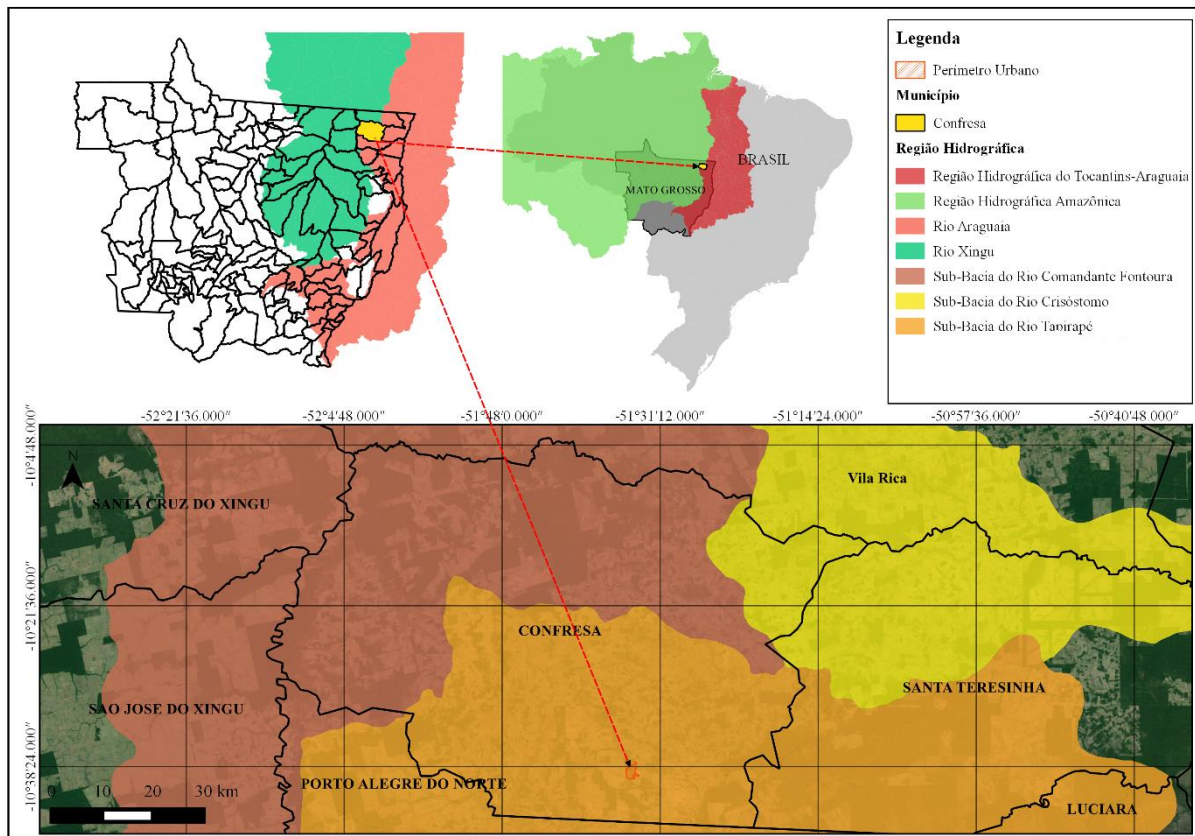 Legenda
Perímetro Urbano
Município
Confresa
Região Hidrográfica
Região Hidrográfica do Tocantins-Araguaia
Região Hidrográfica Amazônica
Rio Araguaia
Rio Xingu
Sub-Bacia do Rio Comandante Fontoura
Sub-Bacia do Rio Crisóstomo
Sub-Bacia do Rio Tapirapé
BRASIL
MATO GROSSO
-52°21'36.000"
-52°4'48.000"
-51°48'0.000"
-51°31'12.000"
-51°14'24.000"
-50°57'36.000"
-50°40'48.000"
-10°4'48.000"
-10°21'36.000"
-10°38'24.000"
N
SANTA CRUZ DO XINGU
Vila Rica
CONFRESA
SANTA TERESINHA
SAO JOSE DO XINGU
PORTO ALEGRE DO NORTE
LUCIARA
0 10 20 30 km